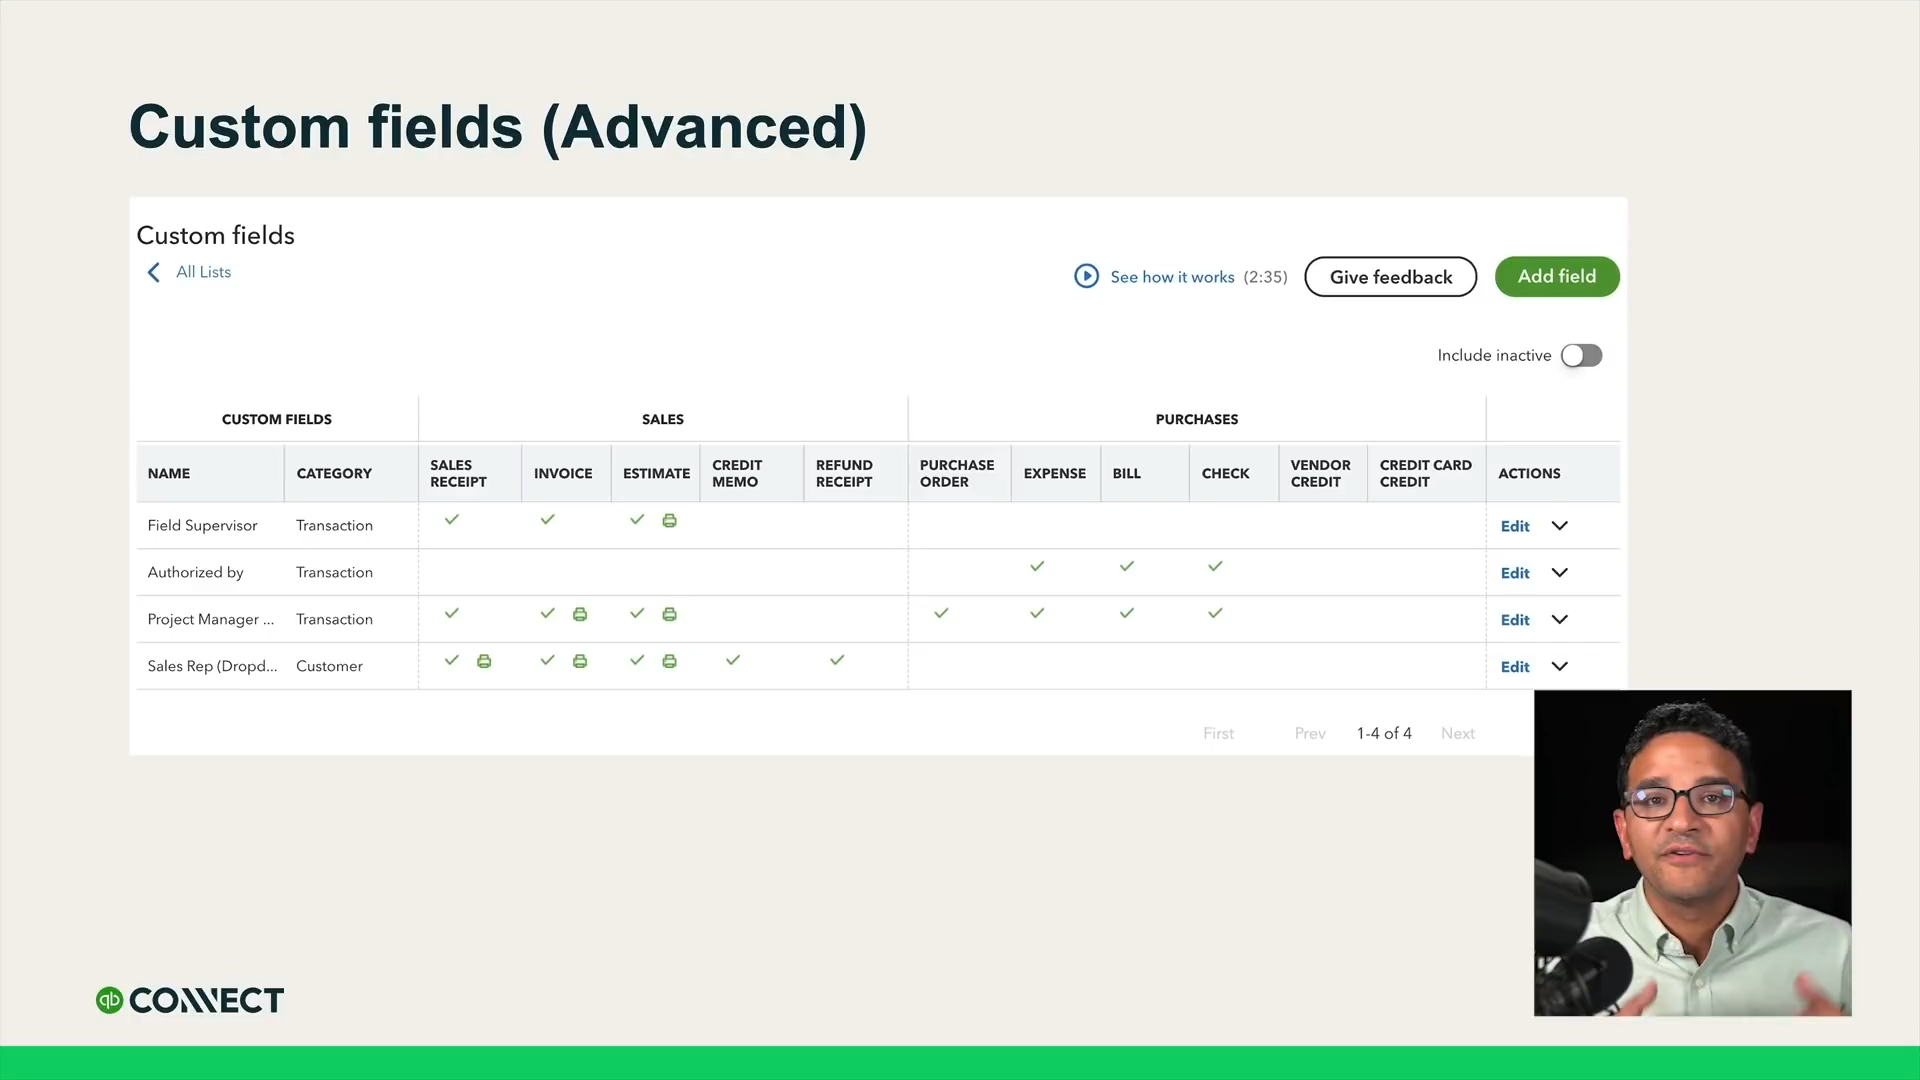 Custom fields (Advanced)
Custom fields
All Lists
See how it works (2:35)
Give feedback
Add field
Include inactive
CUSTOM FIELDS SALES PURCHASES
NAME CATEGORY SALES RECEIPT INVOICE ESTIMATE CREDIT MEMO REFUND RECEIPT PURCHASE ORDER EXPENSE BILL CHECK VENDOR CREDIT CREDIT CARD CREDIT ACTIONS
Field Supervisor Transaction Edit
Authorized by Transaction Edit
Project Manager ... Transaction Edit
Sales Rep (Dropd... Customer Edit
First Prev 1-4 of 4 Next
qb CONNECT